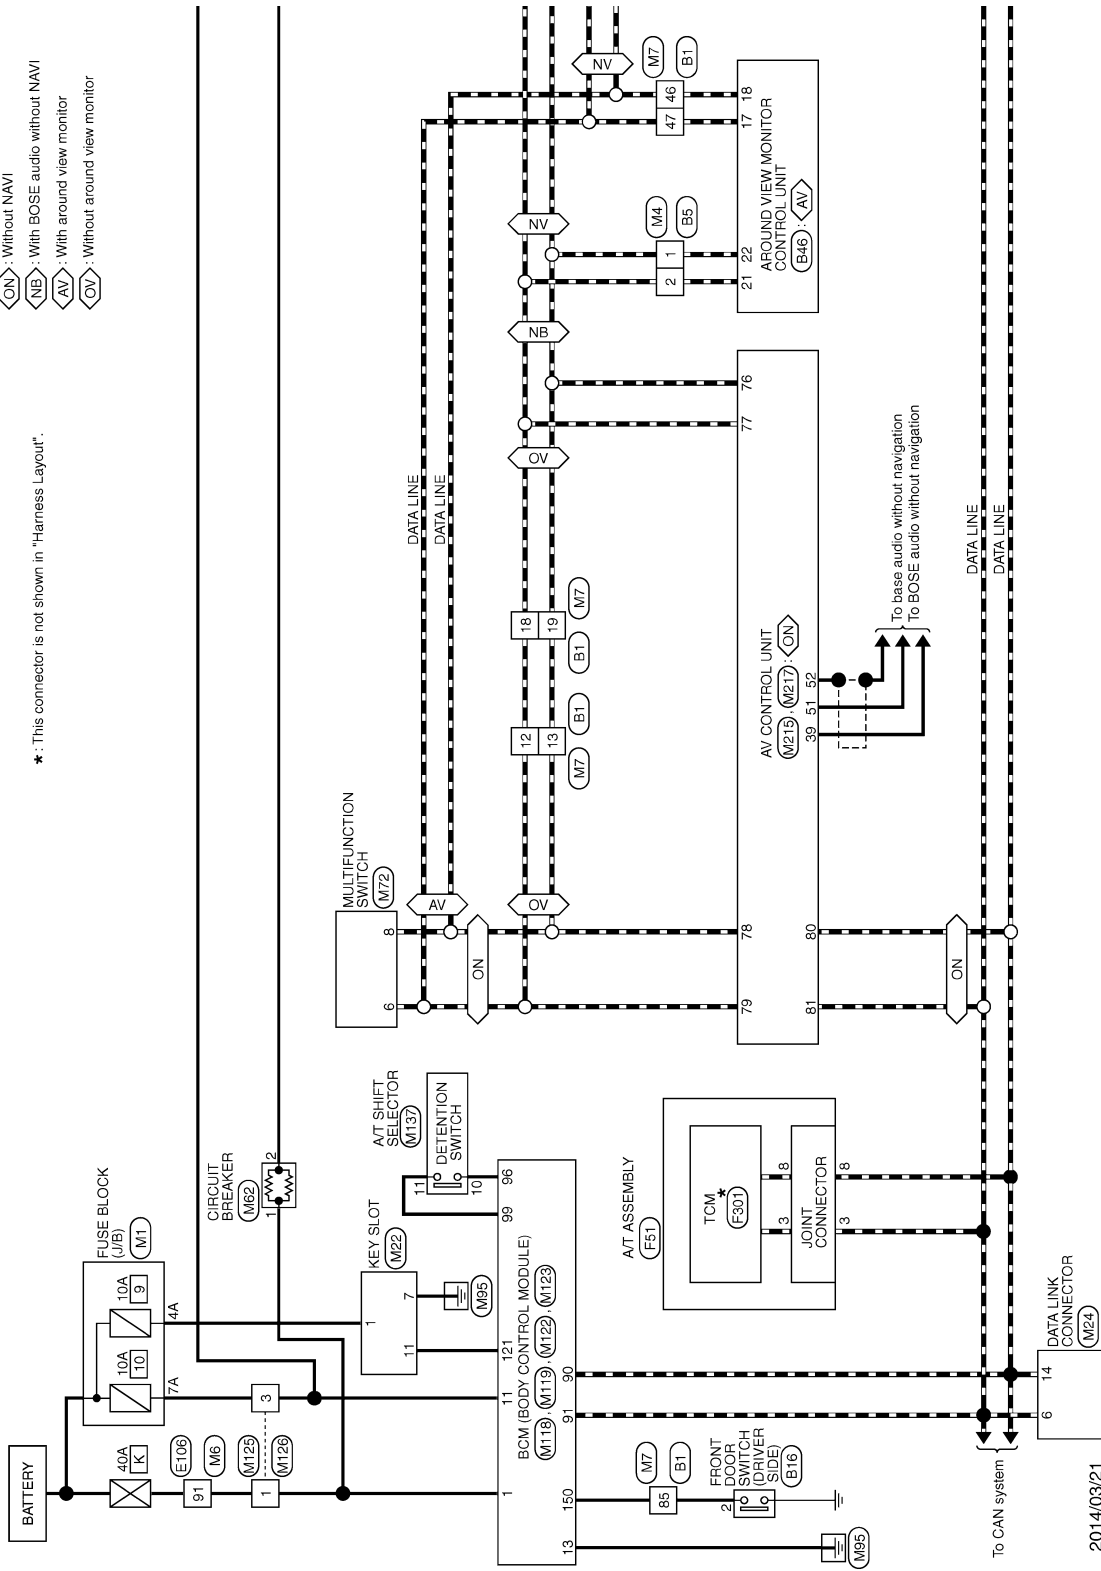 ON : Without NAVI
NB : With BOSE audio without NAVI
AV : With around view monitor
OV : Without around view monitor
* : This connector is not shown in "Harness Layout".
BATTERY
40A
K
E106
91
M6
M125
1
M126
FUSE BLOCK
(J/B)
M1
10A
9
10A
10
4A
7A
3
CIRCUIT
BREAKER
M62
1
2
KEY SLOT
M22
1
7
11
M95
A/T SHIFT
SELECTOR
M137
DETENTION
SWITCH
11
10
BCM (BODY CONTROL MODULE)
M118 , M119 , M122 , M123
1
11
121
99
96
13
150
91
90
M95
M7
85
B1
FRONT
DOOR
SWITCH
(DRIVER
SIDE)
B16
2
A/T ASSEMBLY
F51
TCM *
F301
JOINT
CONNECTOR
3
8
3
8
DATA LINK
CONNECTOR
M24
6
14
To CAN system
MULTIFUNCTION
SWITCH
M72
6
8
AV
ON
OV
DATA LINE
DATA LINE
12
13
M7
B1
18
19
B1
M7
OV
NB
NV
NV
AV CONTROL UNIT
M215 , M217 : ON
79
78
77
76
81
80
39
51
52
To base audio without navigation
To BOSE audio without navigation
ON
DATA LINE
DATA LINE
M4
2
1
B5
M7
47
46
B1
AROUND VIEW MONITOR
CONTROL UNIT
B46 : AV
21
22
17
18
2014/03/21